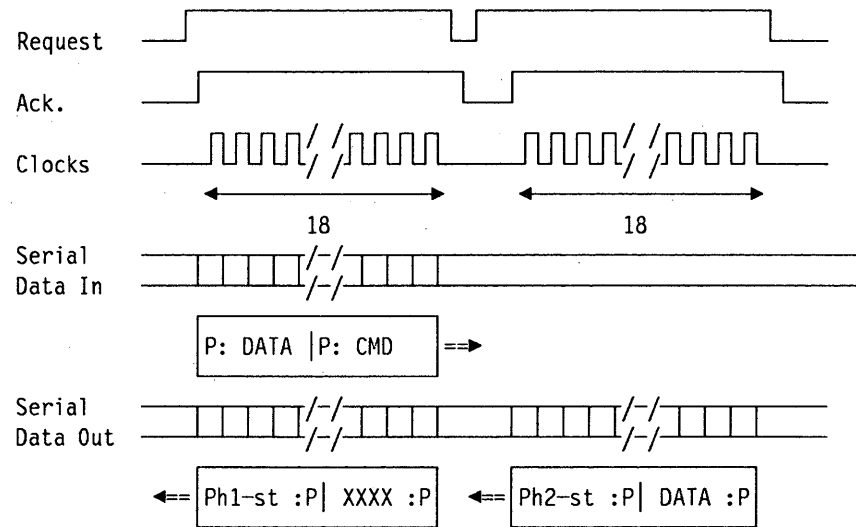 Request
Ack.
Clocks
18 18
Serial
Data In
P: DATA |P: CMD ==►
Serial
Data Out
◄== Ph1-st :P| XXXX :P ◄== Ph2-st :P| DATA :P